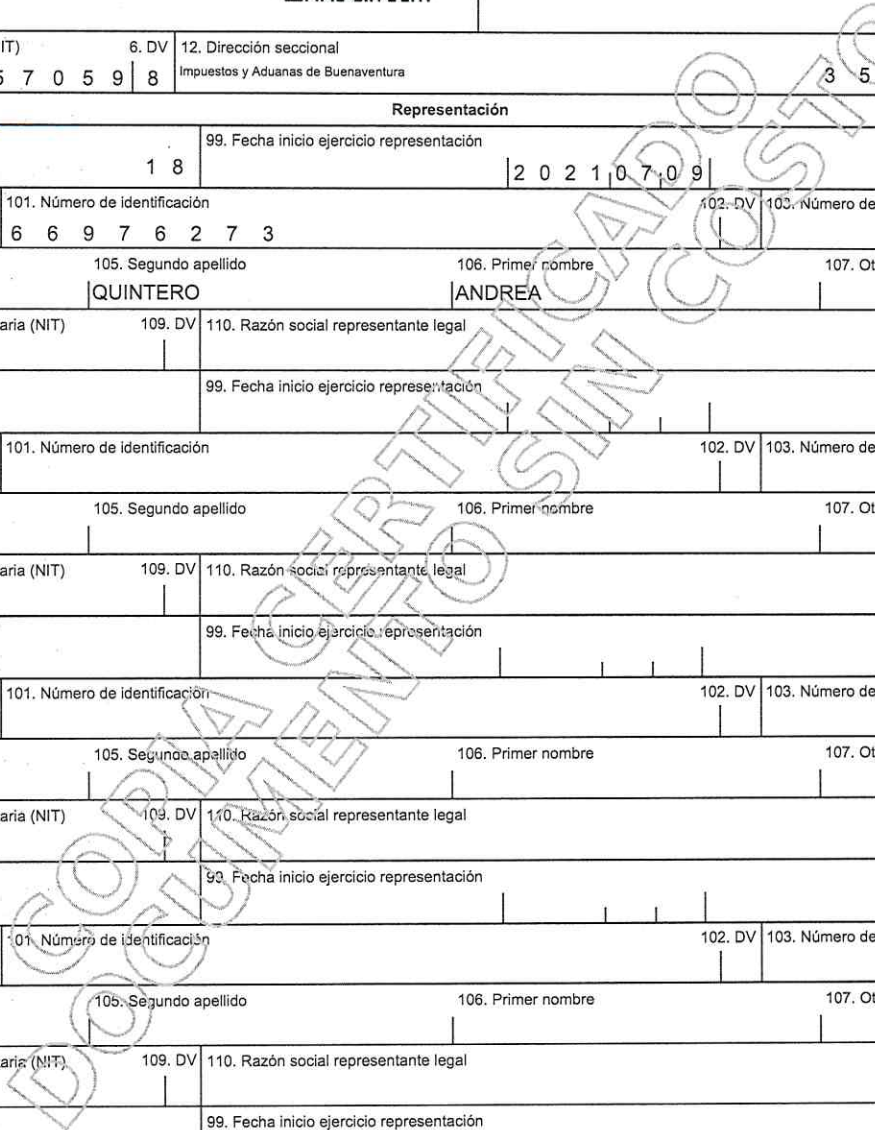 6. DV 12. Dirección seccional
7 0 5 9 8 Impuestos y Aduanas de Buenaventura 3 5
Representación
99. Fecha inicio ejercicio representación
1 8 2 0 2 1 0 7 0 9
101. Número de identificación 102. DV 103. Número de
6 6 9 7 6 2 7 3
105. Segundo apellido 106. Primer nombre 107. Ot
QUINTERO ANDREA
aria (NIT) 109. DV 110. Razón social representante legal
99. Fecha inicio ejercicio representación
101. Número de identificación 102. DV 103. Número de
105. Segundo apellido 106. Primer nombre 107. Ot
aria (NIT) 109. DV 110. Razón social representante legal
99. Fecha inicio ejercicio representación
101. Número de identificación 102. DV 103. Número de
105. Segundo apellido 106. Primer nombre 107. Ot
aria (NIT) 109. DV 110. Razón social representante legal
99. Fecha inicio ejercicio representación
101. Número de identificación 102. DV 103. Número de
105. Segundo apellido 106. Primer nombre 107. Ot
aria (NIT) 109. DV 110. Razón social representante legal
99. Fecha inicio ejercicio representación
COPIA CERTIFICADO
DOCUMENTO SIN COSTO